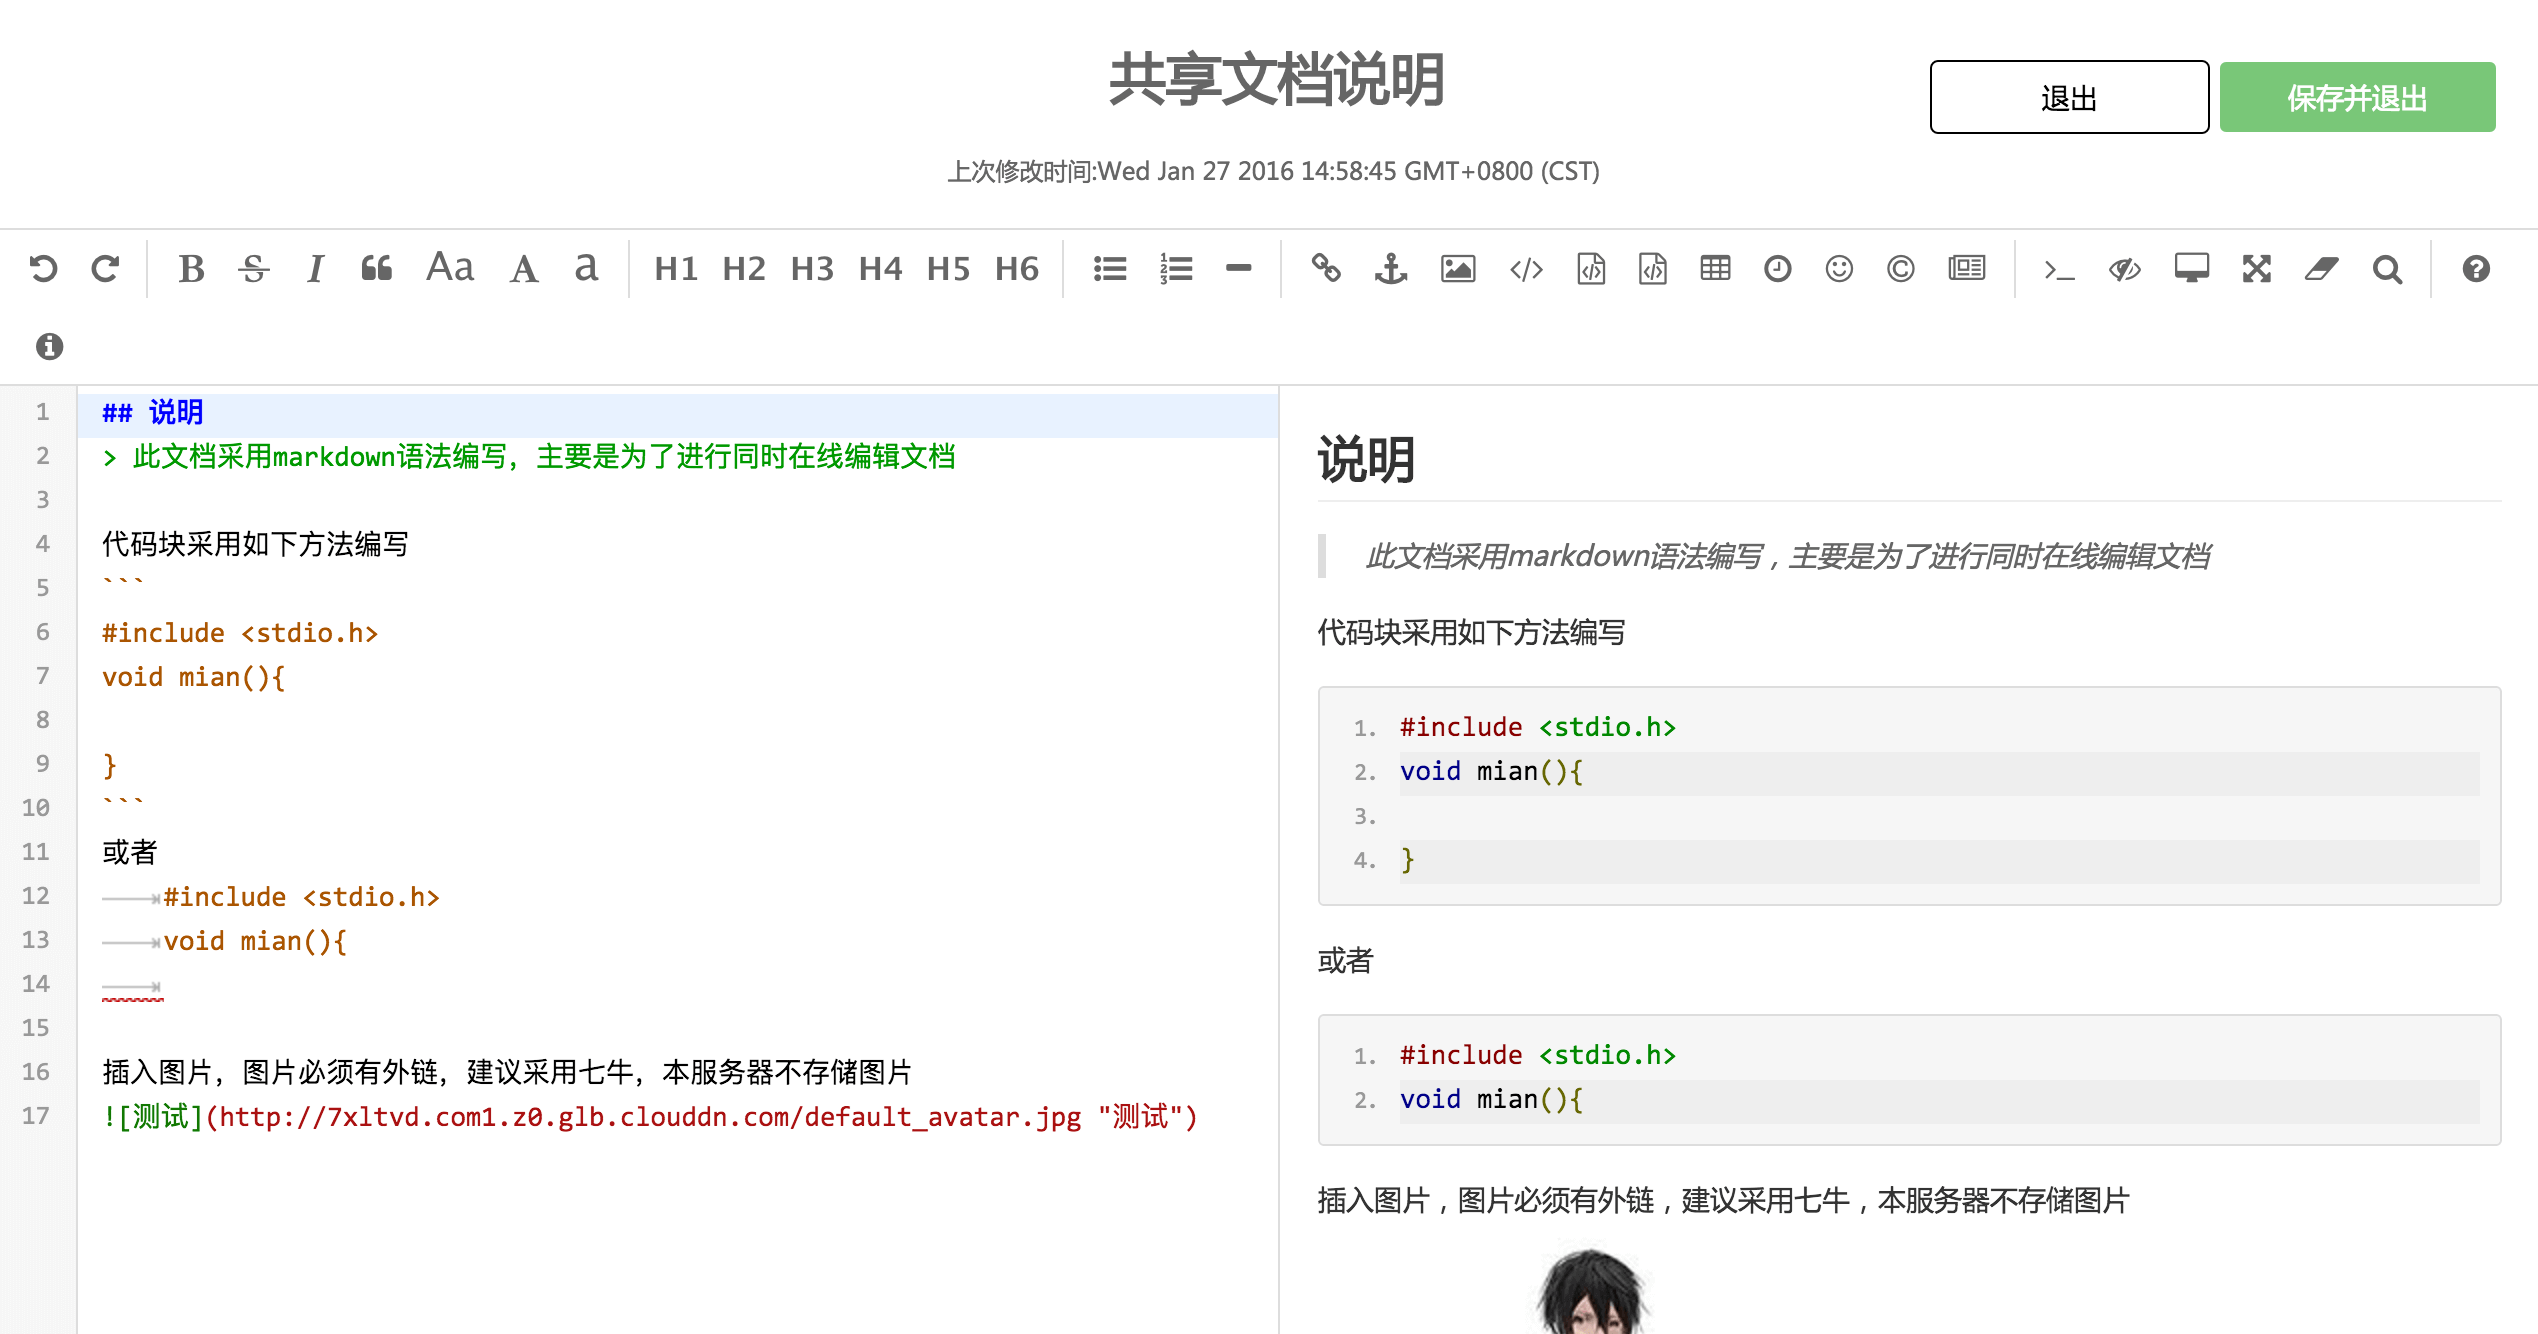 共享文档说明
退出
保存并退出
上次修改时间:Wed Jan 27 2016 14:58:45 GMT+0800 (CST)
B S I Aa A a H1 H2 H3 H4 H5 H6
1 ## 说明
2 > 此文档采用markdown语法编写，主要是为了进行同时在线编辑文档
3
4 代码块采用如下方法编写
5 ```
6 #include <stdio.h>
7 void mian(){
8
9 }
10 ```
11 或者
12 #include <stdio.h>
13 void mian(){
14
15
16 插入图片，图片必须有外链，建议采用七牛，本服务器不存储图片
17 ![测试](http://7xltvd.com1.z0.glb.clouddn.com/default_avatar.jpg "测试")
说明
此文档采用markdown语法编写，主要是为了进行同时在线编辑文档
代码块采用如下方法编写
1. #include <stdio.h>
2. void mian(){
3.
4. }
或者
1. #include <stdio.h>
2. void mian(){
插入图片，图片必须有外链，建议采用七牛，本服务器不存储图片